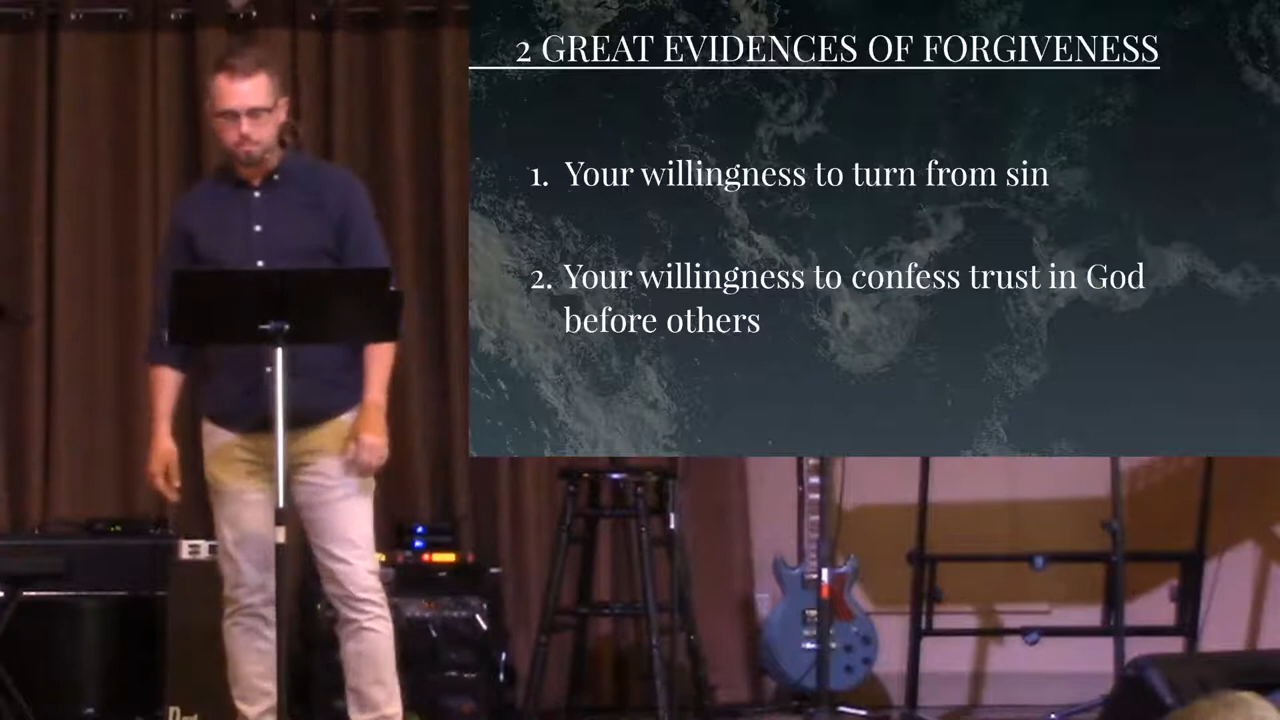 2 GREAT EVIDENCES OF FORGIVENESS
1. Your willingness to turn from sin
2. Your willingness to confess trust in God
before others